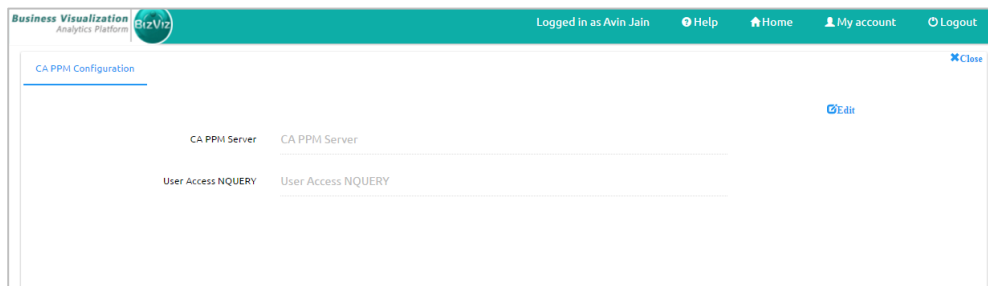 Business Visualization
Analytics Platform
BizViz
Logged in as Avin Jain
Help
Home
My account
Logout
CA PPM Configuration
Close
Edit
CA PPM Server
CA PPM Server
User Access NQUERY
User Access NQUERY